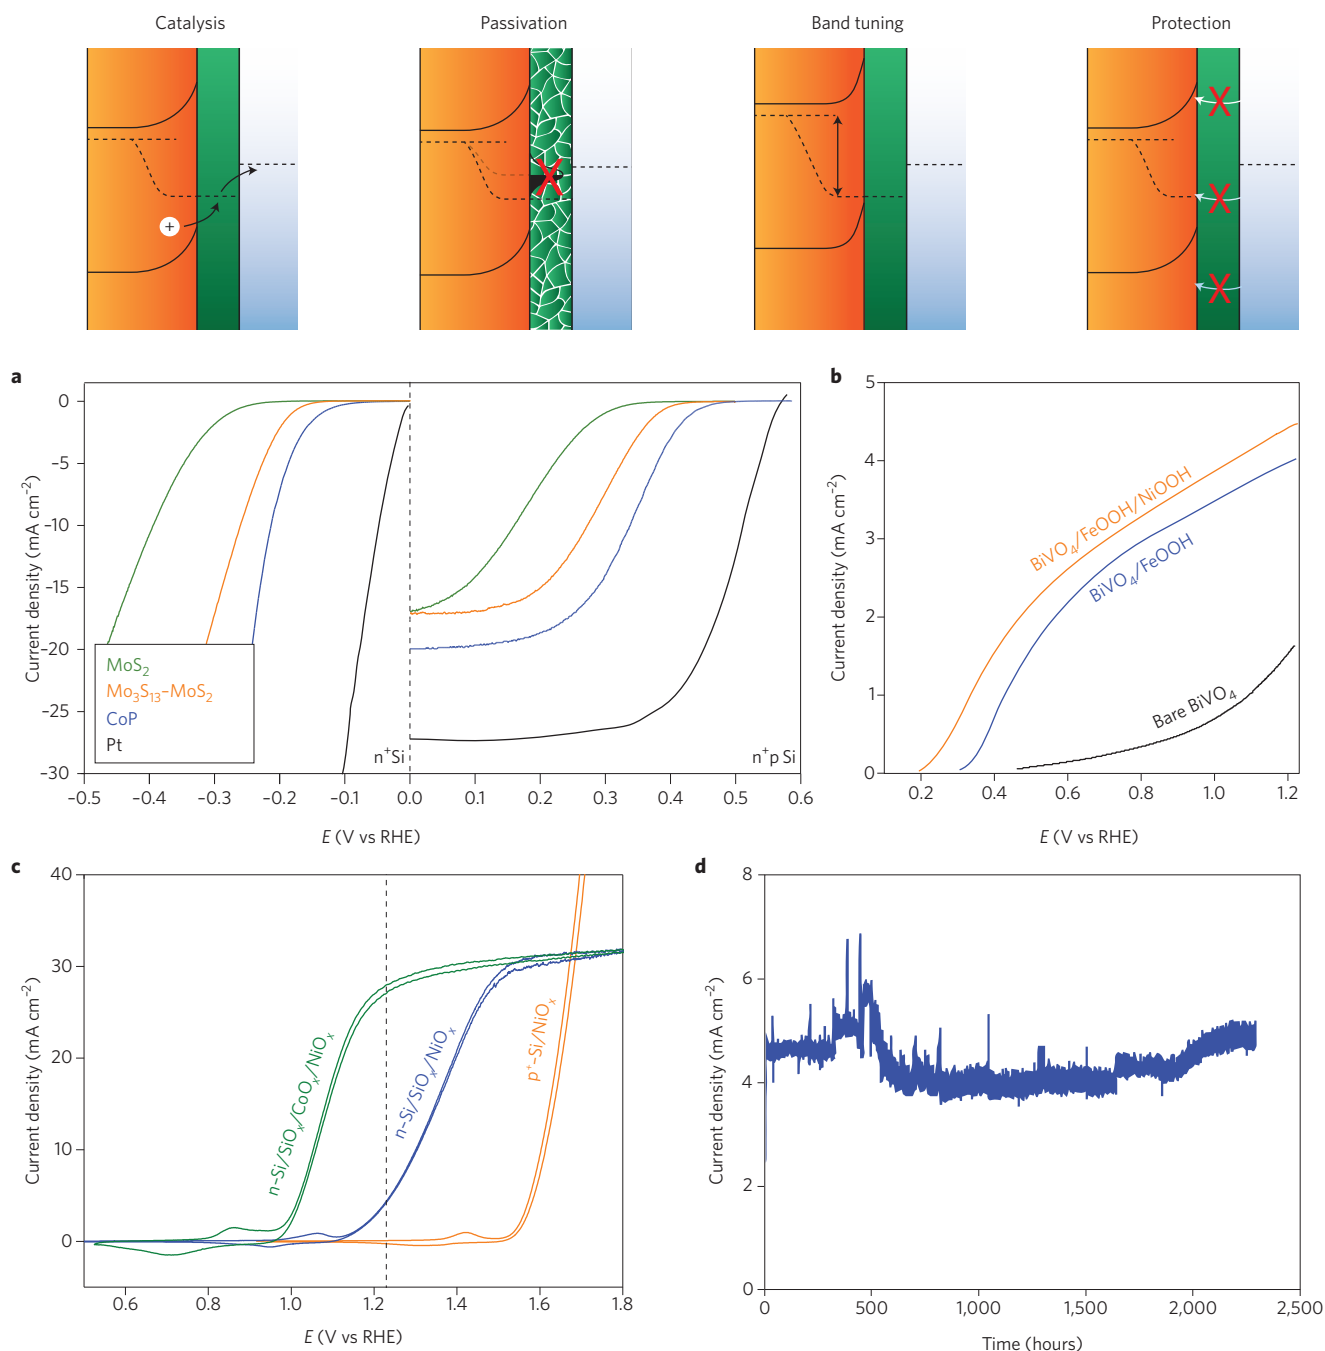 Catalysis
Passivation
Band tuning
Protection
+
X
X
X
X
a
Current density (mA cm⁻²)
0
–5
–10
–15
–20
–25
–30
MoS₂
Mo₃S₁₃–MoS₂
CoP
Pt
n⁺Si
n⁺p Si
–0.5
–0.4
–0.3
–0.2
–0.1
0.0
0.1
0.2
0.3
0.4
0.5
0.6
E (V vs RHE)
b
Current density (mA cm⁻²)
5
4
3
2
1
0
BiVO₄/FeOOH/NiOOH
BiVO₄/FeOOH
Bare BiVO₄
0.2
0.4
0.6
0.8
1.0
1.2
E (V vs RHE)
c
Current density (mA cm⁻²)
40
30
20
10
0
n–Si/SiOₓ/CoOₓ/NiOₓ
n–Si/SiOₓ/NiOₓ
p⁺–Si/NiOₓ
0.6
0.8
1.0
1.2
1.4
1.6
1.8
E (V vs RHE)
d
Current density (mA cm⁻²)
8
6
4
2
0
0
500
1,000
1,500
2,000
2,500
Time (hours)